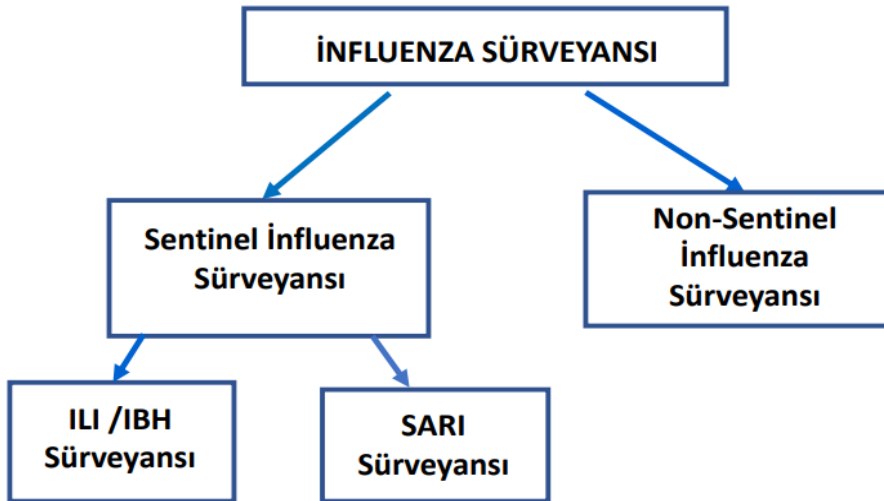 İNFLUENZA SÜRVEYANSI
Sentinel İnfluenza
Sürveyansı
Non-Sentinel
İnfluenza
Sürveyansı
ILI /IBH
Sürveyansı
SARI
Sürveyansı